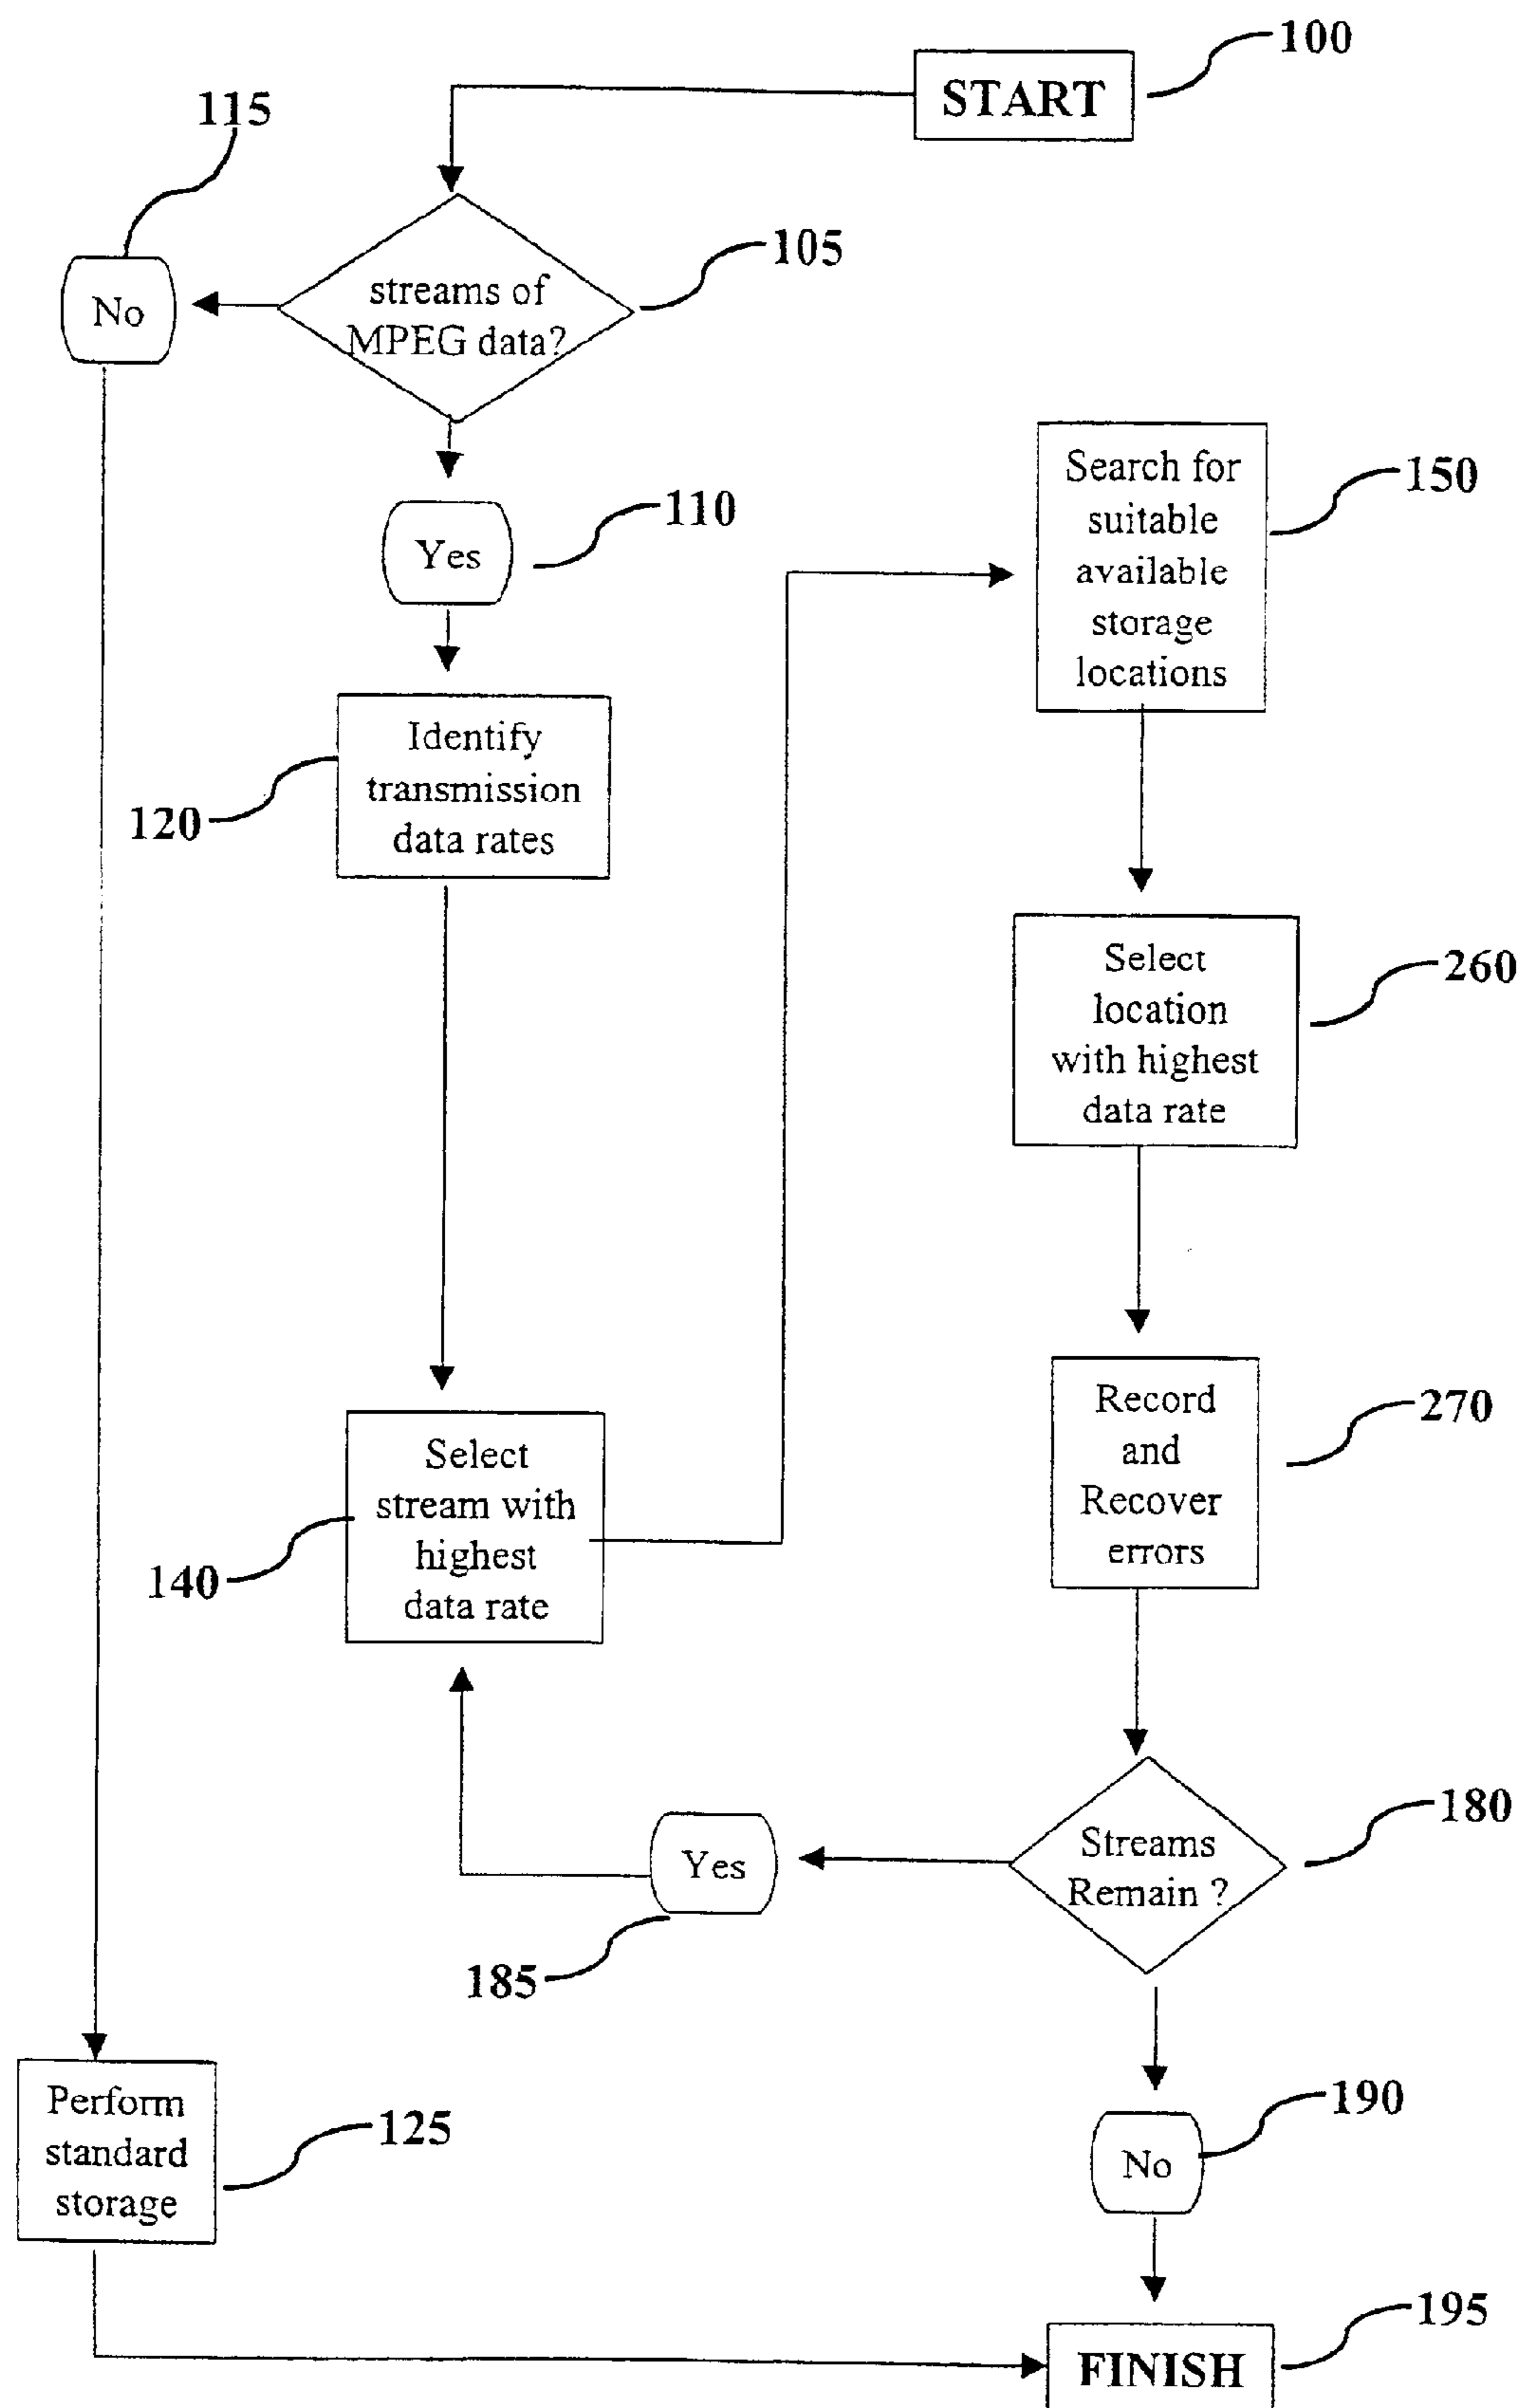 100
START
115
105
streams of
MPEG data?
No
150
Search for
suitable
available
storage
locations
110
Yes
Identify
transmission
data rates
120
260
Select
location
with highest
data rate
270
Record
and
Recover
errors
Select
stream with
highest
data rate
140
180
Streams
Remain ?
Yes
185
190
No
Perform
standard
storage
125
195
FINISH